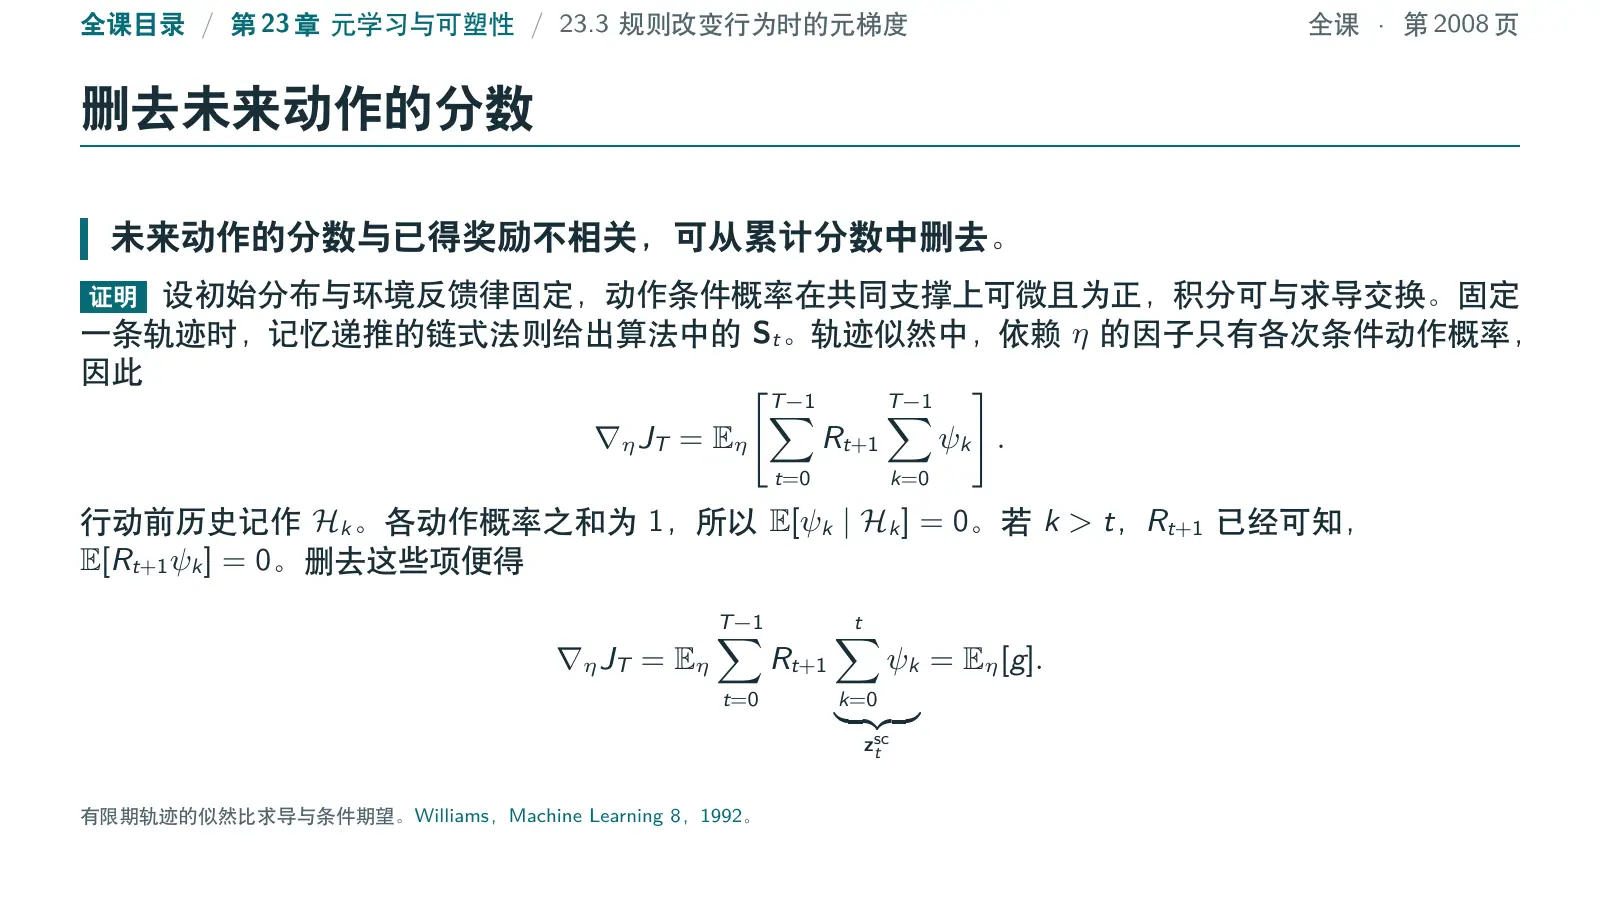 全课目录 / 第 23 章 元学习与可塑性 / 23.3 规则改变行为时的元梯度
全课 · 第 2008 页
删去未来动作的分数
未来动作的分数与已得奖励不相关，可从累计分数中删去。
证明 设初始分布与环境反馈律固定，动作条件概率在共同支撑上可微且为正，积分可与求导交换。固定
一条轨迹时，记忆递推的链式法则给出算法中的 S_t。轨迹似然中，依赖 η 的因子只有各次条件动作概率，
因此
∇_η J_T = 𝔼_η [ ∑_{t=0}^{T−1} R_{t+1} ∑_{k=0}^{T−1} ψ_k ] .
行动前历史记作 ℋ_k。各动作概率之和为 1，所以 𝔼[ψ_k | ℋ_k] = 0。若 k > t，R_{t+1} 已经可知，
𝔼[R_{t+1}ψ_k] = 0。删去这些项便得
∇_η J_T = 𝔼_η ∑_{t=0}^{T−1} R_{t+1} ∑_{k=0}^{t} ψ_k = 𝔼_η[g].
z_t^{sc}
有限期轨迹的似然比求导与条件期望。Williams，Machine Learning 8，1992。